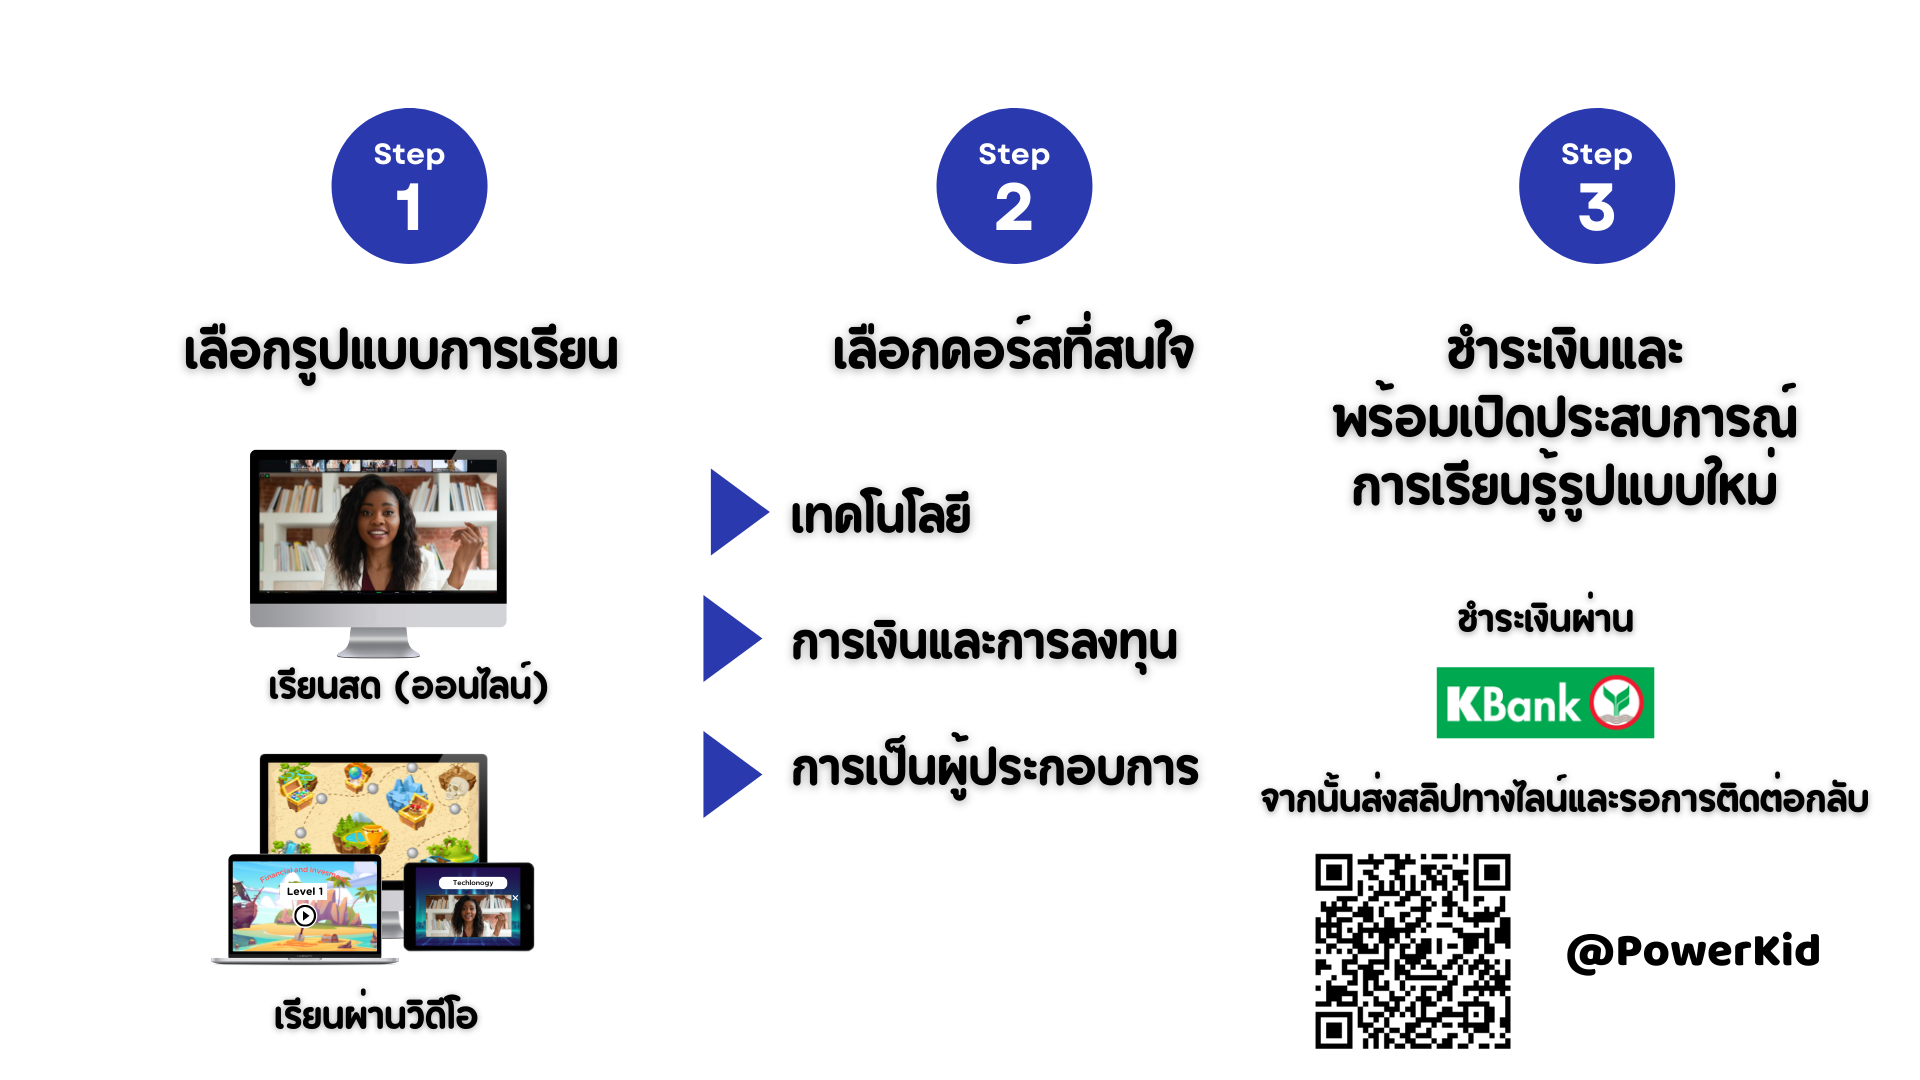 Step
1
เลือกรูปแบบการเรียน
เรียนสด (ออนไลน์)
Financial and Invesme
Level 1
Techlonogy
เรียนผ่านวิดีโอ
Step
2
เลือกคอร์สที่สนใจ
เทคโนโลยี
การเงินและการลงทุน
การเป็นผู้ประกอบการ
Step
3
ชำระเงินและ
พร้อมเปิดประสบการณ์
การเรียนรู้รูปแบบใหม่
ชำระเงินผ่าน
KBank
จากนั้นส่งสลิปทางไลน์และรอการติดต่อกลับ
@PowerKid